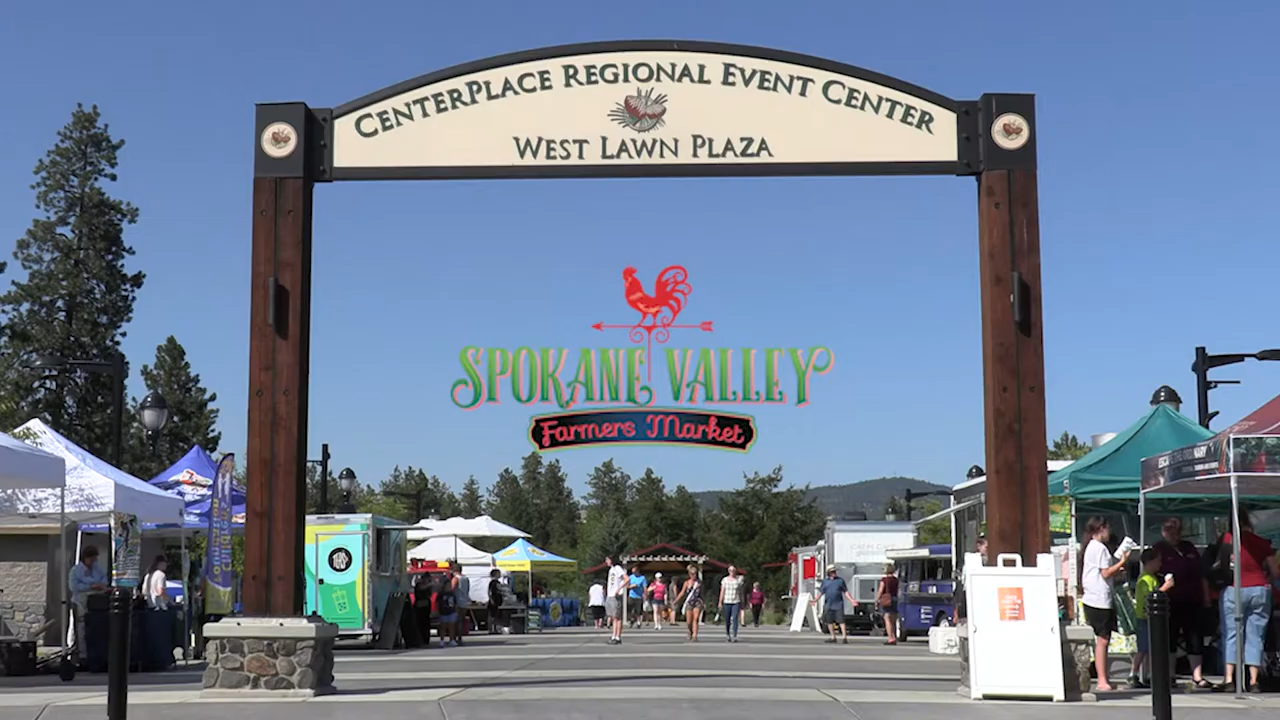 CENTERPLACE REGIONAL EVENT CENTER
WEST LAWN PLAZA
SPOKANE VALLEY
Farmers Market